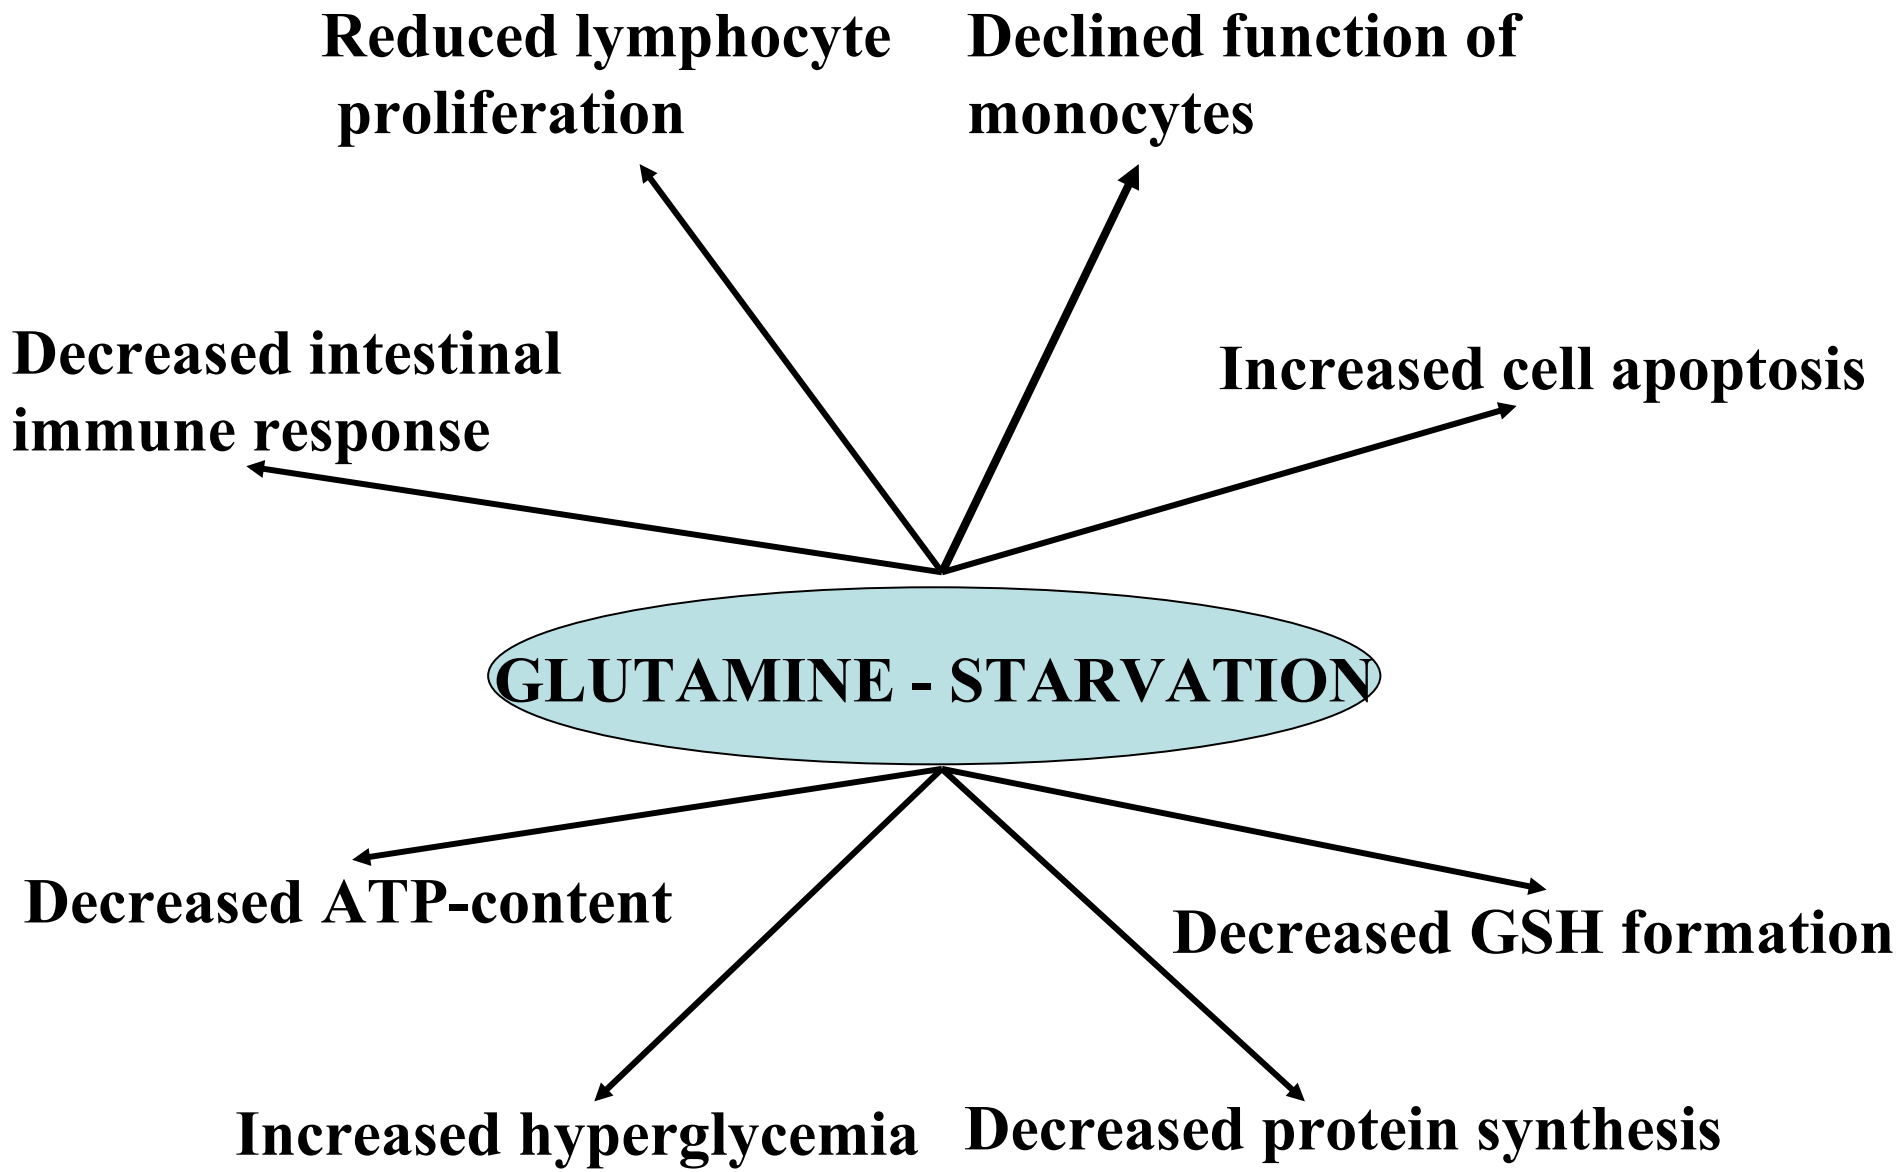 Reduced lymphocyte
proliferation
Declined function of
monocytes
Decreased intestinal
immune response
Increased cell apoptosis
GLUTAMINE - STARVATION
Decreased ATP-content
Decreased GSH formation
Increased hyperglycemia
Decreased protein synthesis